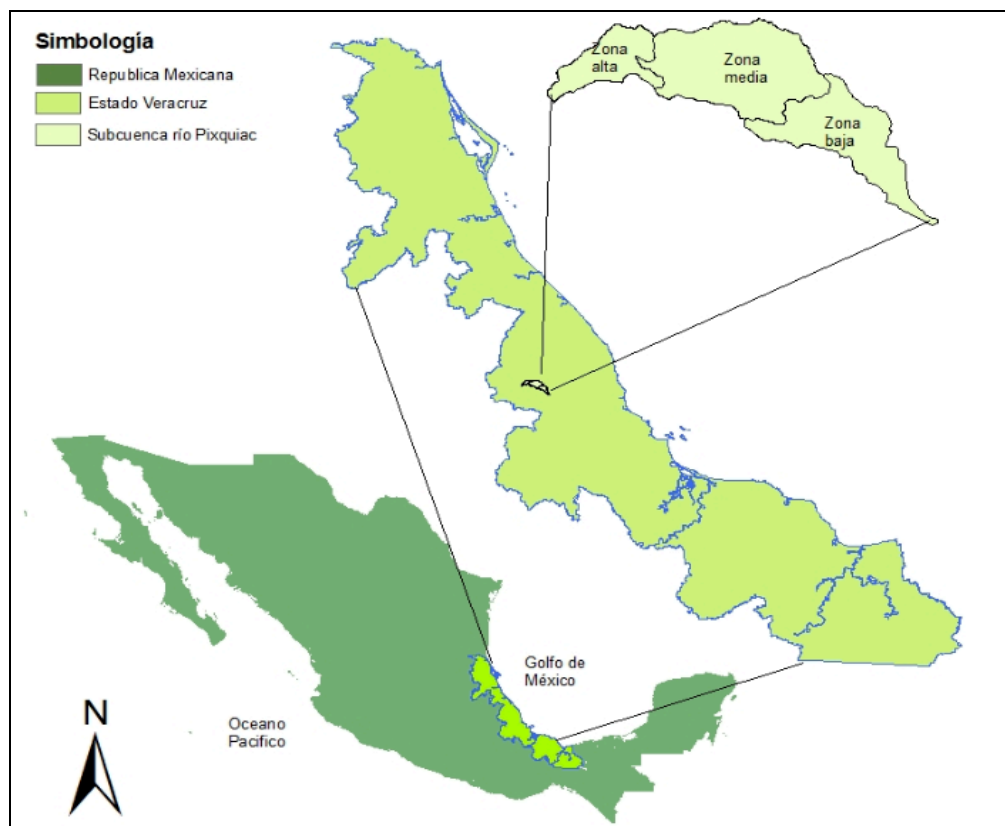 Simbología
Republica Mexicana
Estado Veracruz
Subcuenca río Pixquiac
Zona
alta
Zona
media
Zona
baja
Golfo de
México
Oceano
Pacifico
N